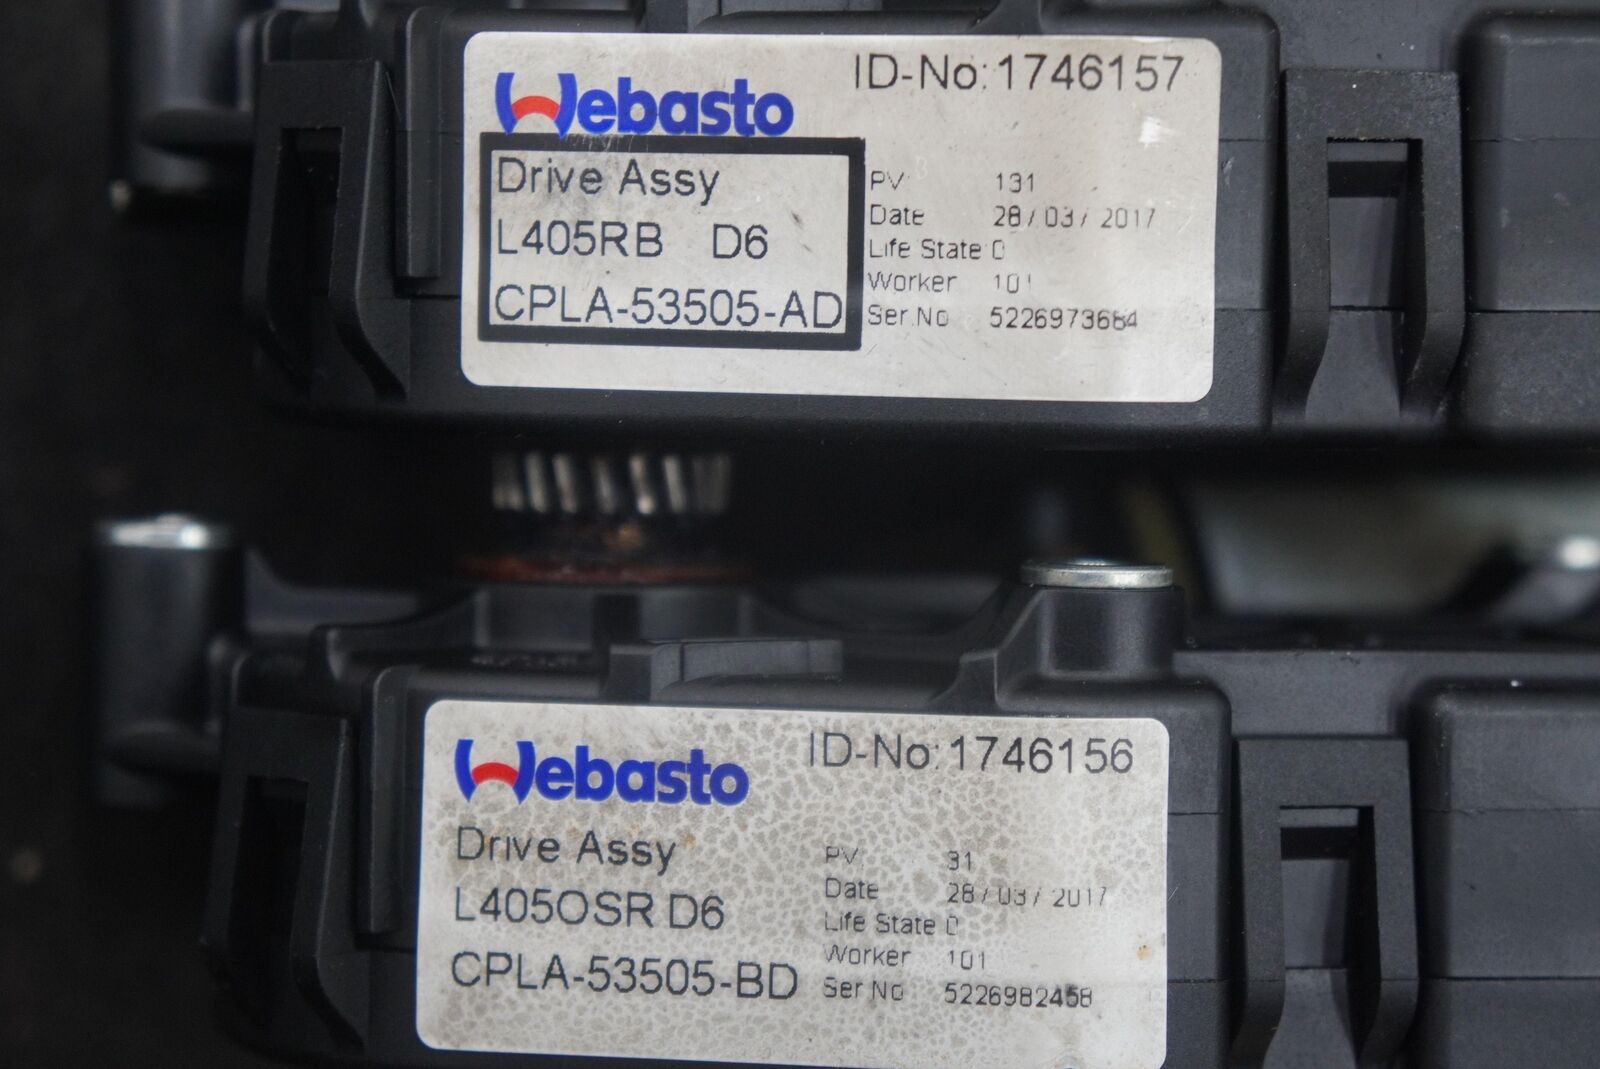 Webasto
ID-No:1746157
Drive Assy
L405RB D6
CPLA-53505-AD
PV 131
Date 28/03/2017
Life State 0
Worker 101
Ser.No 5226973684
Webasto
ID-No:1746156
Drive Assy
L405OSR D6
CPLA-53505-BD
PV 31
Date 28/03/2017
Life State 0
Worker 101
Ser No 5226982458